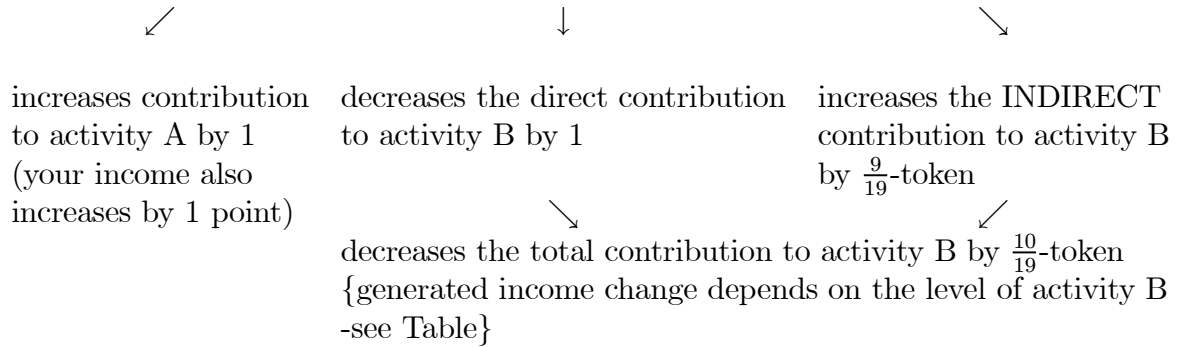 ↙ ↓ ↘
increases contribution decreases the direct contribution increases the INDIRECT
to activity A by 1 to activity B by 1 contribution to activity B
(your income also by 9/19-token
increases by 1 point) ↘ ↙
decreases the total contribution to activity B by 10/19-token
{generated income change depends on the level of activity B
-see Table}